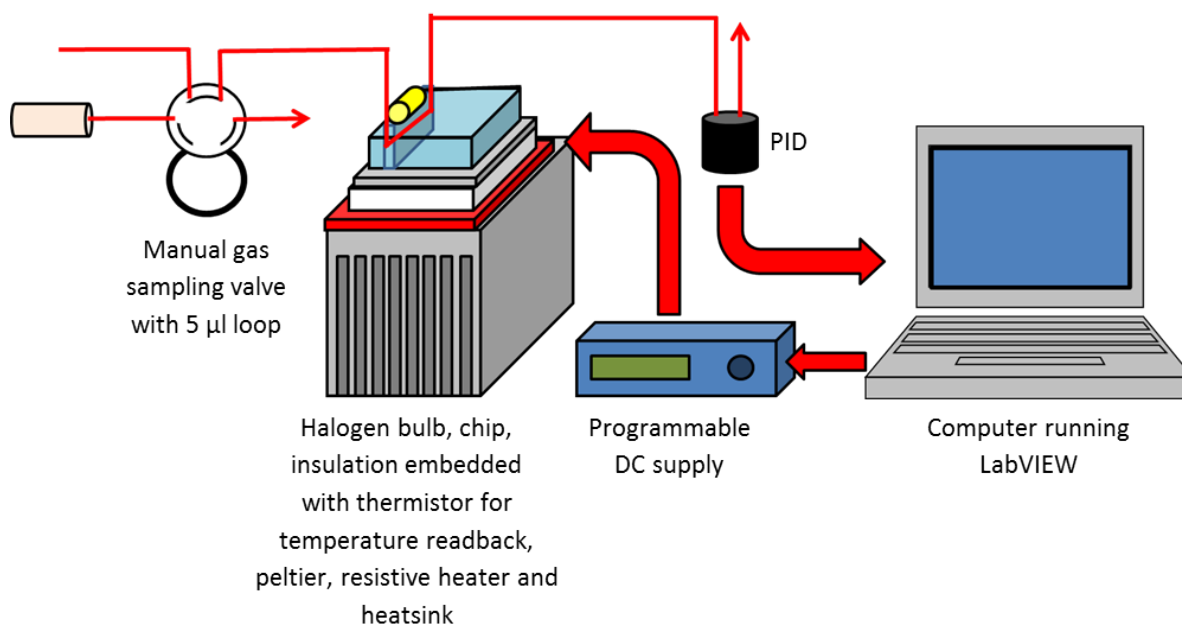 PID
Manual gas
sampling valve
with 5 µl loop
Halogen bulb, chip,
insulation embedded
with thermistor for
temperature readback,
peltier, resistive heater and
heatsink
Programmable
DC supply
Computer running
LabVIEW